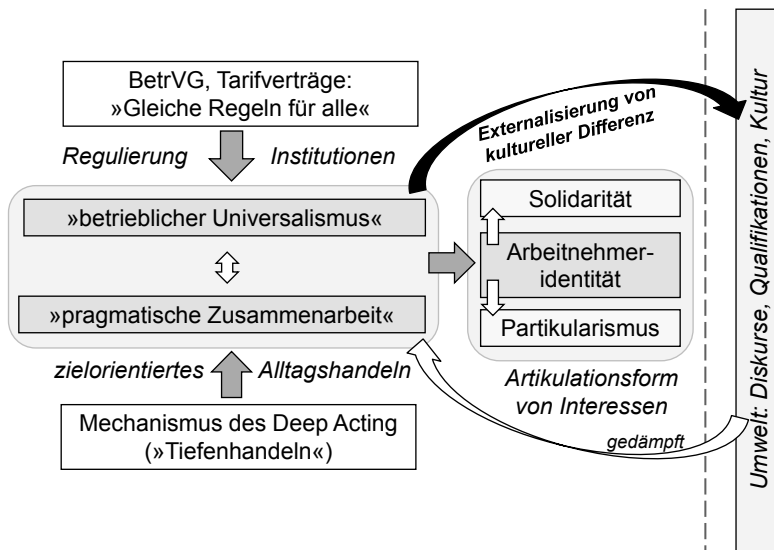 BetrVG, Tarifverträge:
»Gleiche Regeln für alle«
Regulierung
Institutionen
Externalisierung von
kultureller Differenz
»betrieblicher Universismus«
»pragmatische Zusammenarbeit«
Solidarität
Arbeitnehmer-
identität
Partikularismus
zielorientiertes
Alltagshandeln
Artikulationsform
von Interessen
Mechanismus des Deep Acting
(»Tiefenhandeln«)
gedämpft
Umwelt: Diskurse, Qualifikationen, Kultur